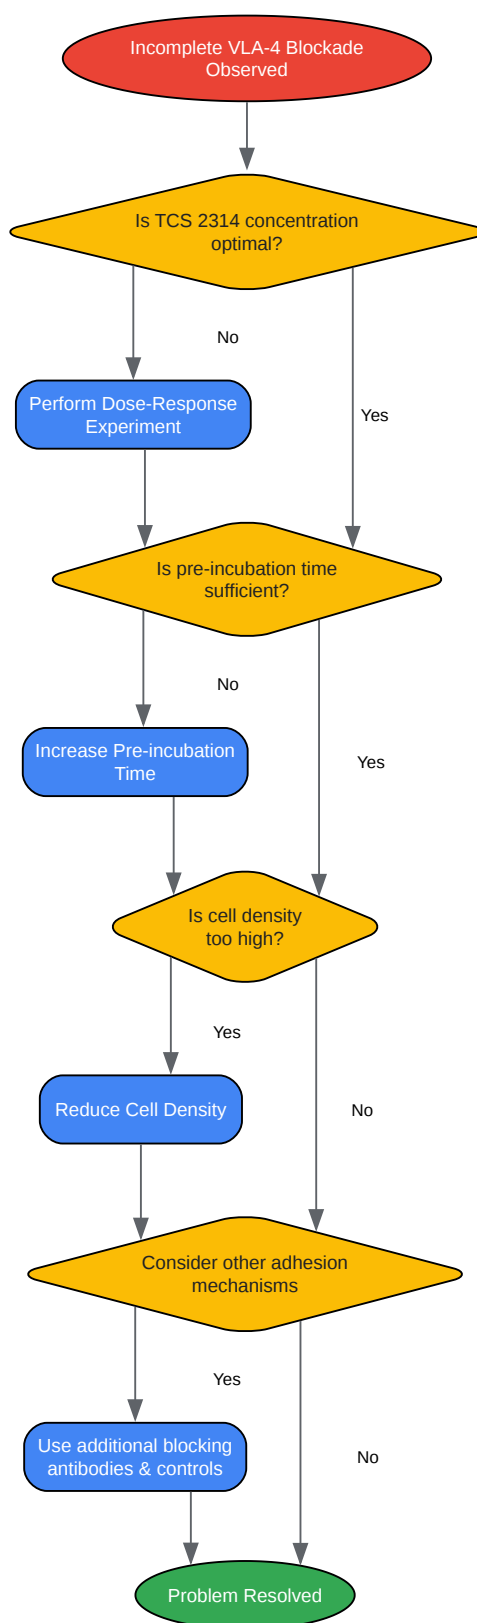 Incomplete VLA-4 Blockade
Observed
Is TCS 2314 concentration
optimal?
No
Perform Dose-Response
Experiment
Yes
Is pre-incubation time
sufficient?
No
Increase Pre-incubation
Time
Yes
Is cell density
too high?
Yes
Reduce Cell Density
No
Consider other adhesion
mechanisms
Yes
Use additional blocking
antibodies & controls
No
Problem Resolved